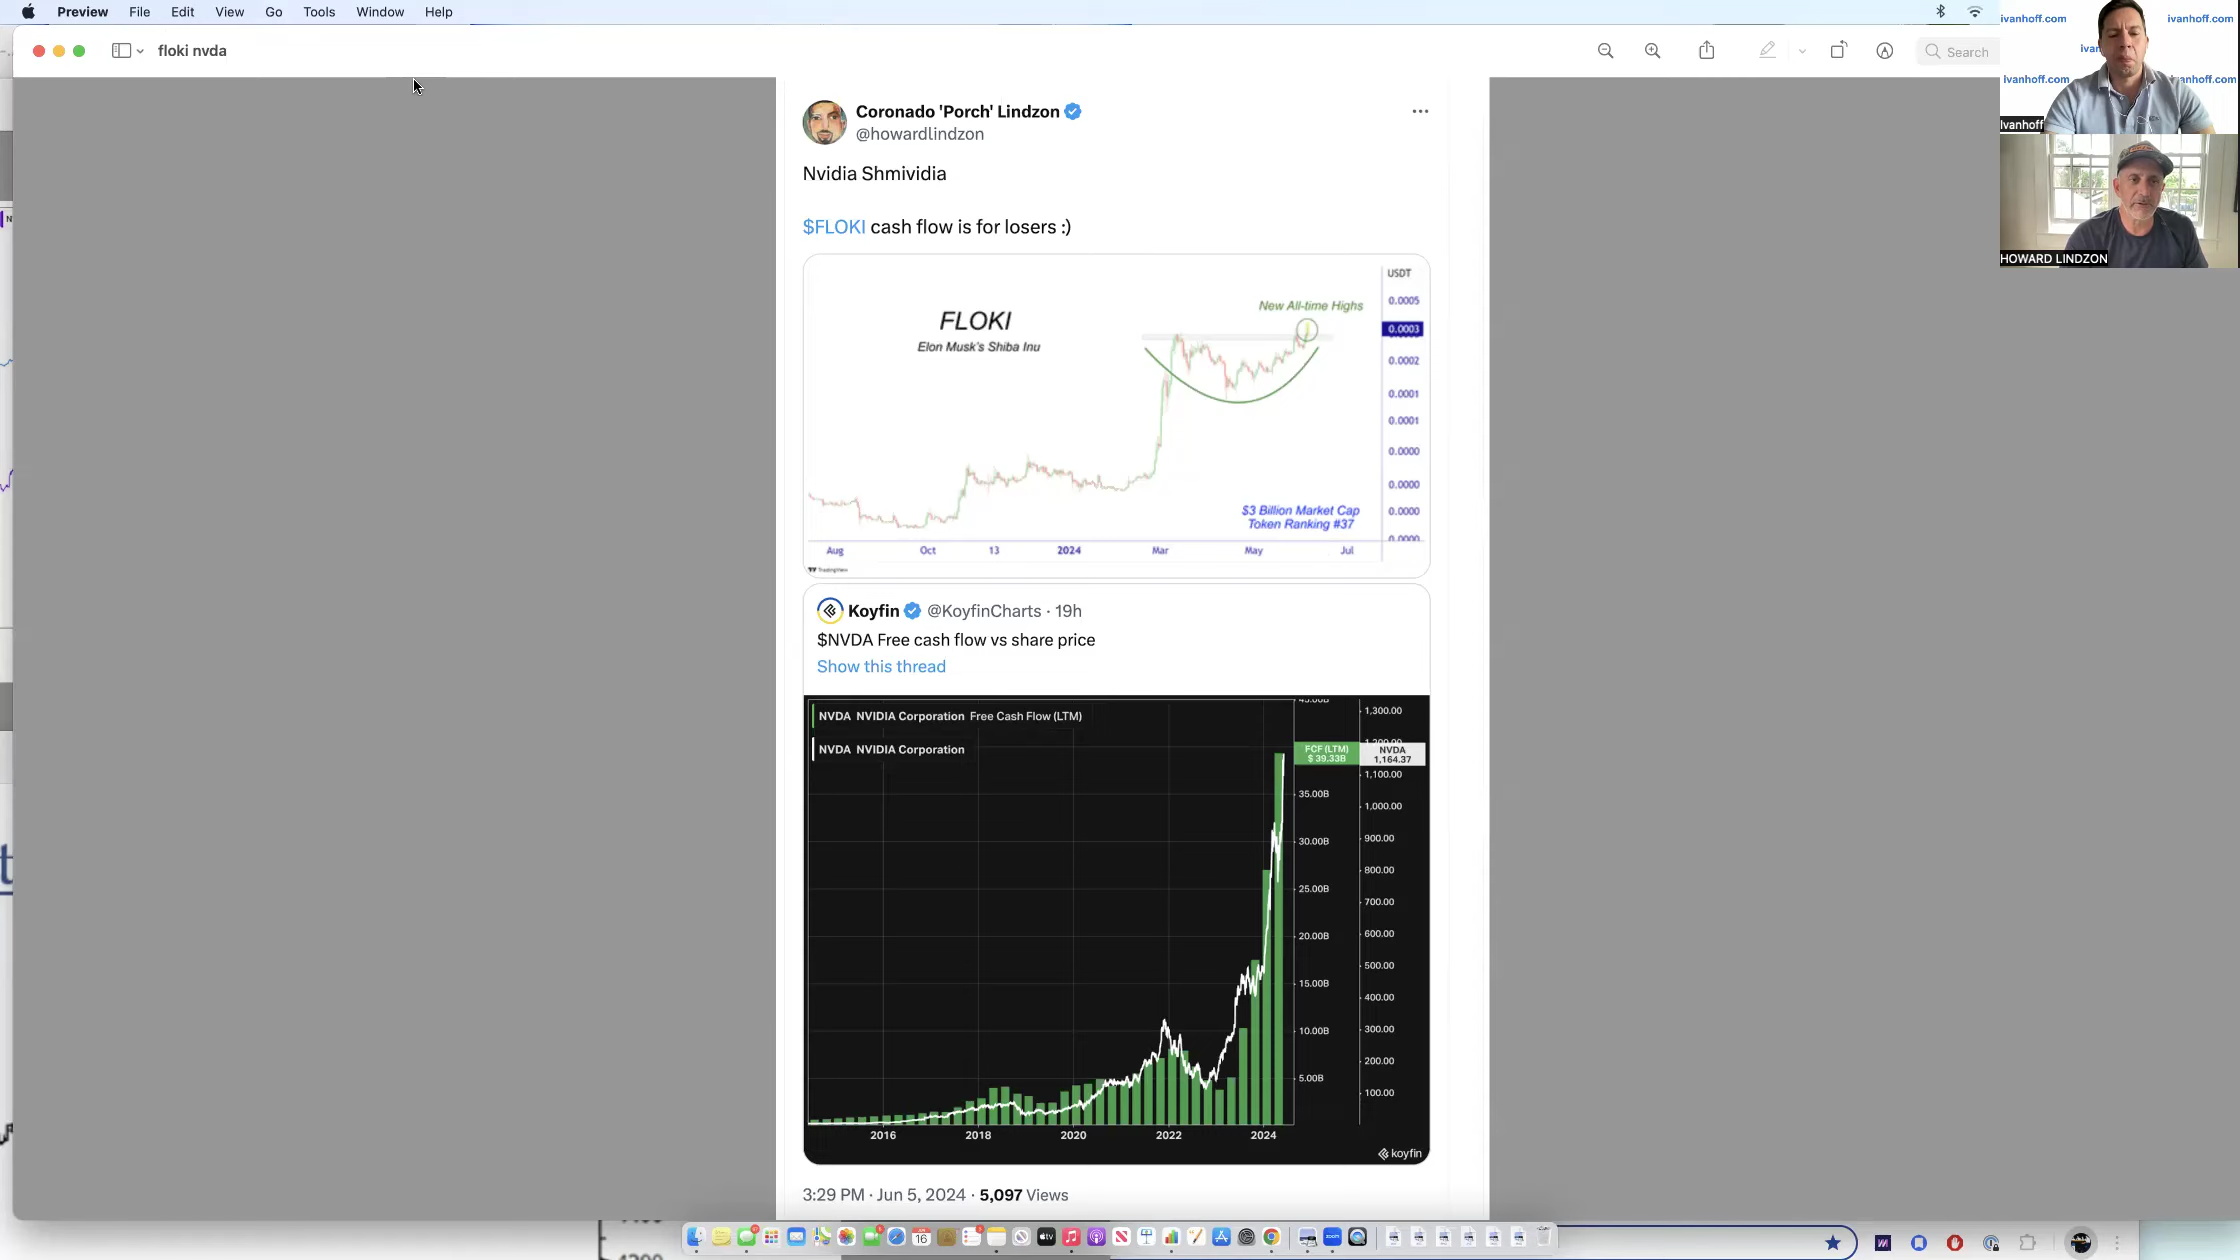 Preview File Edit View Go Tools Window Help
floki nvda
Search
ivanhoff.com ivanhoff.com
ivanhoff.com
Ivanhoff
HOWARD LINDZON
Coronado 'Porch' Lindzon
@howardlindzon
Nvidia Shmividia
$FLOKI cash flow is for losers :)
USDT
New All-time Highs
FLOKI
Elon Musk's Shiba Inu
0.0005
0.0003
0.0002
0.0001
0.0001
0.0000
0.0000
0.0000
0.0000
$3 Billion Market Cap
Token Ranking #37
Aug Oct 13 2024 Mar May Jul
TradingView
Koyfin @KoyfinCharts · 19h
$NVDA Free cash flow vs share price
Show this thread
NVDA NVIDIA Corporation Free Cash Flow (LTM)
NVDA NVIDIA Corporation
45.00B
FCF (LTM)
$ 39.33B
35.00B
30.00B
25.00B
20.00B
15.00B
10.00B
5.00B
1,300.00
1,200.00
NVDA
1,164.37
1,100.00
1,000.00
900.00
800.00
700.00
600.00
500.00
400.00
300.00
200.00
100.00
2016 2018 2020 2022 2024
koyfin
3:29 PM · Jun 5, 2024 · 5,097 Views